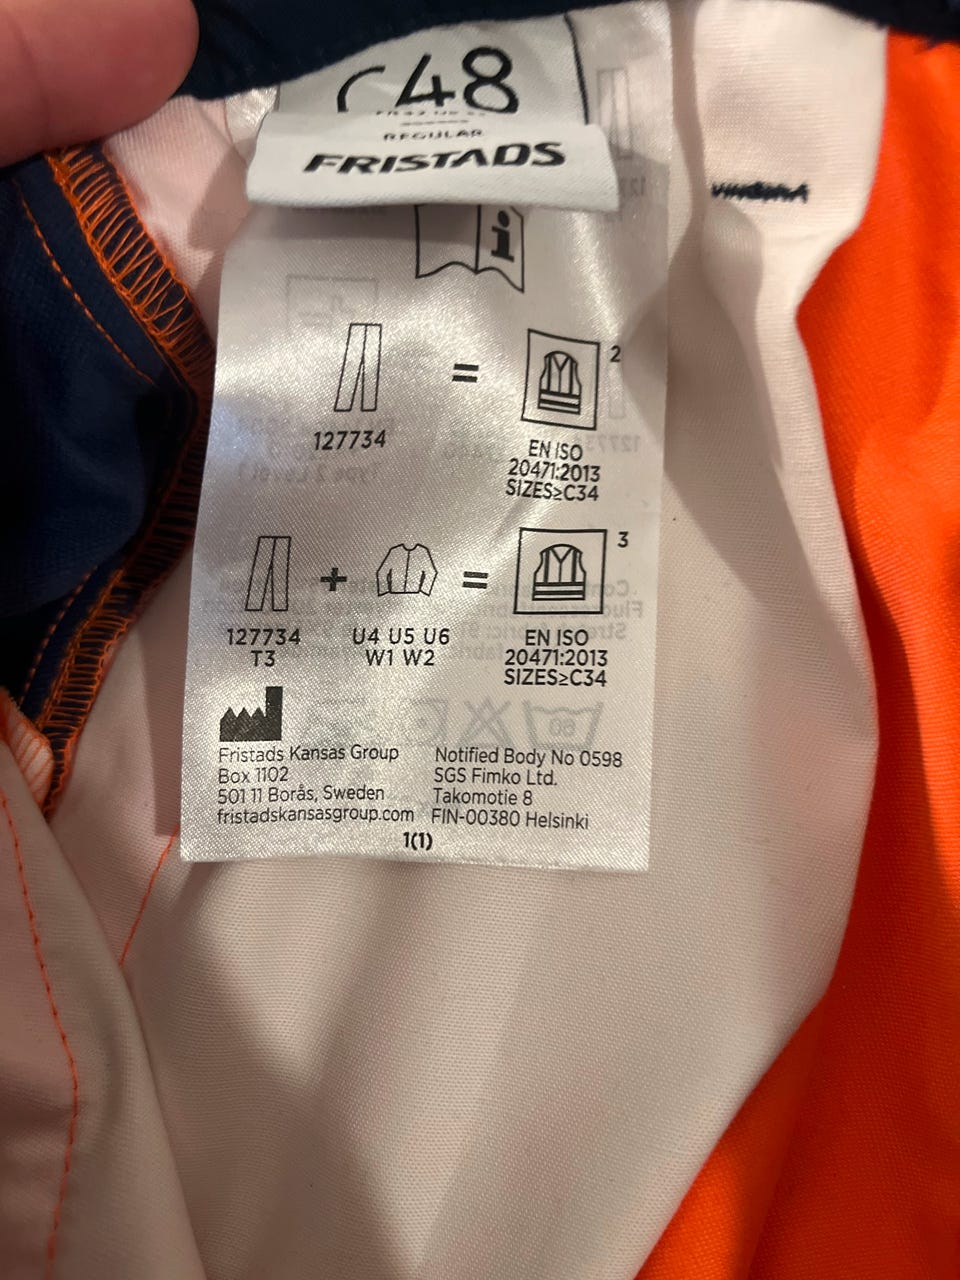 C48
REGULAR
FRISTADS
i
= 2
127734
EN ISO
20471:2013
SIZES≥C34
+ = 3
127734
T3
U4 U5 U6
W1 W2
EN ISO
20471:2013
SIZES≥C34
Fristads Kansas Group
Box 1102
501 11 Borås, Sweden
fristadskansasgroup.com
Notified Body No 0598
SGS Fimko Ltd.
Takomotie 8
FIN-00380 Helsinki
1(1)